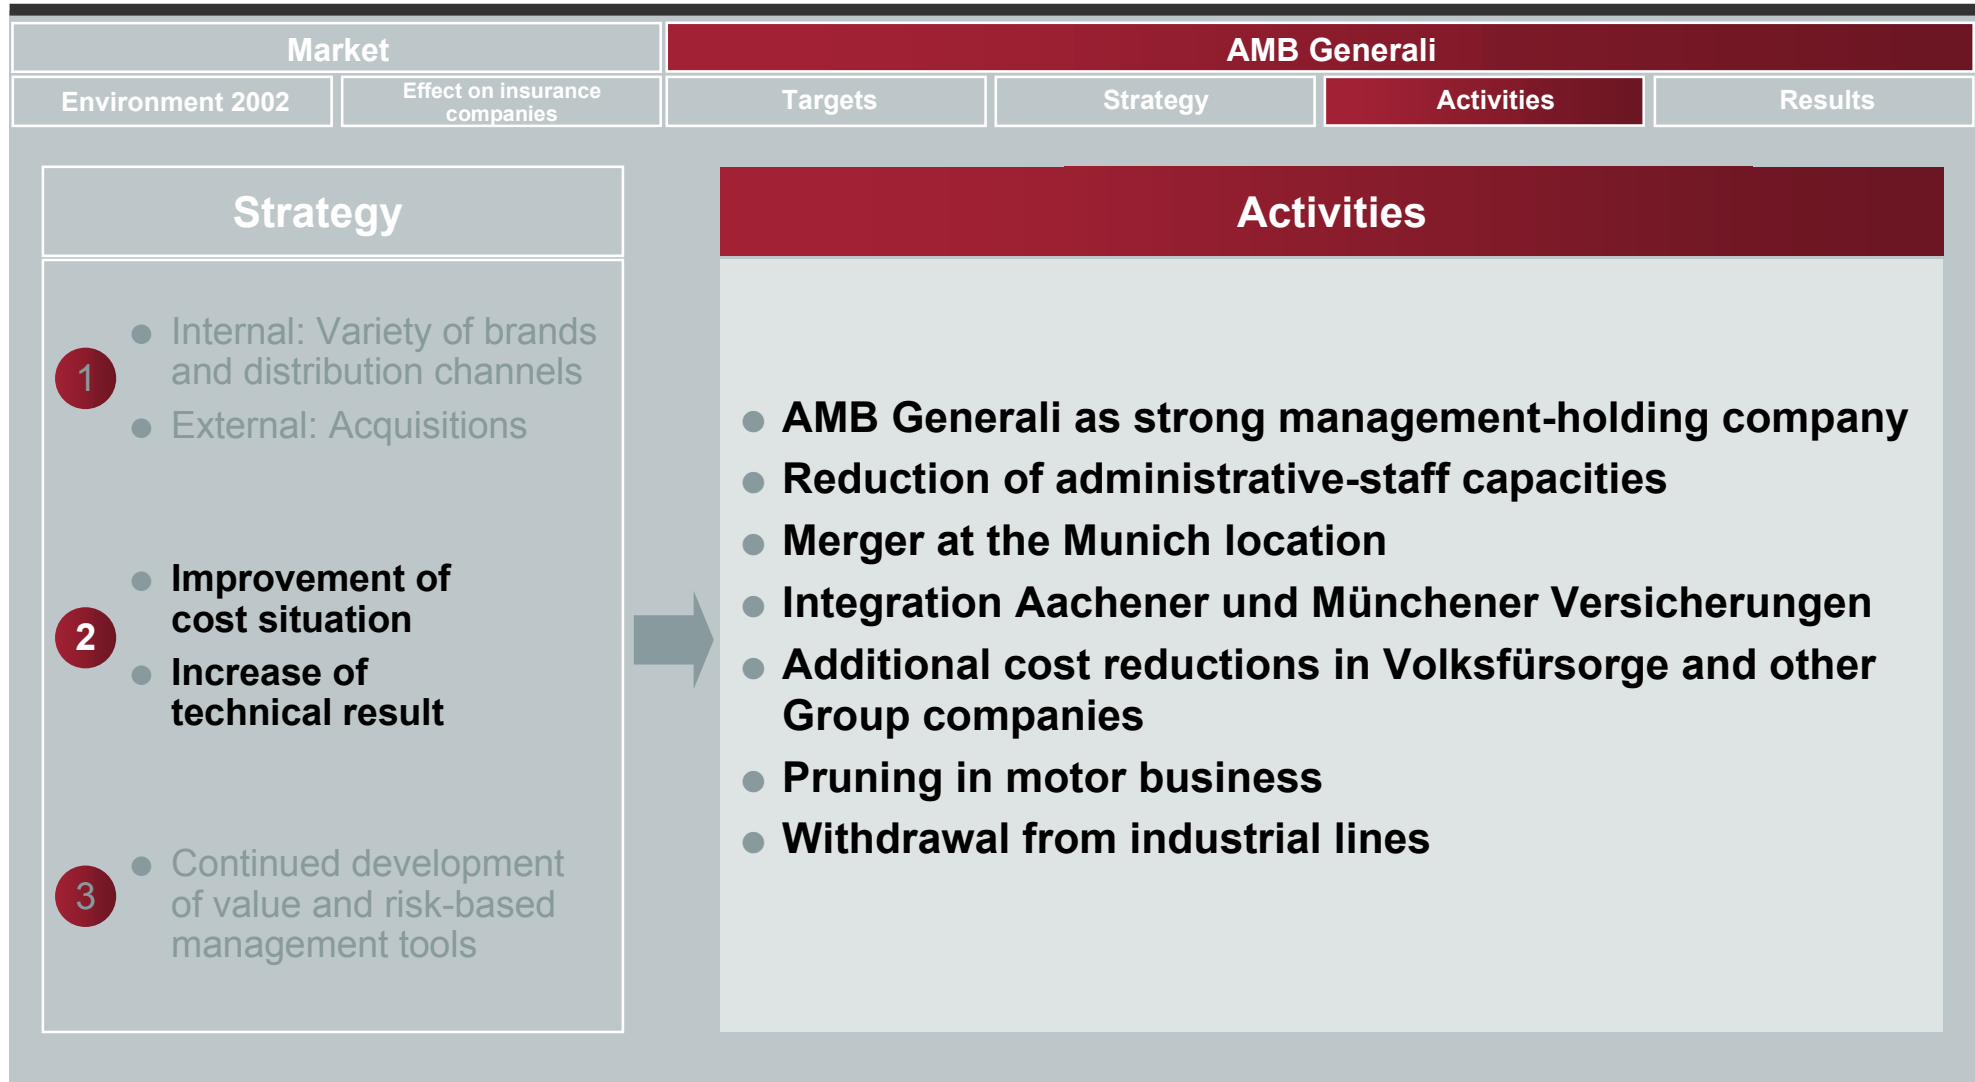 Market
AMB Generali
Environment 2002
Effect on insurance
companies
Targets
Strategy
Activities
Results
Strategy
1
● Internal: Variety of brands
and distribution channels
● External: Acquisitions
2
● Improvement of
cost situation
● Increase of
technical result
3
● Continued development
of value and risk-based
management tools
Activities
● AMB Generali as strong management-holding company
● Reduction of administrative-staff capacities
● Merger at the Munich location
● Integration Aachener und Münchener Versicherungen
● Additional cost reductions in Volksfürsorge and other
Group companies
● Pruning in motor business
● Withdrawal from industrial lines